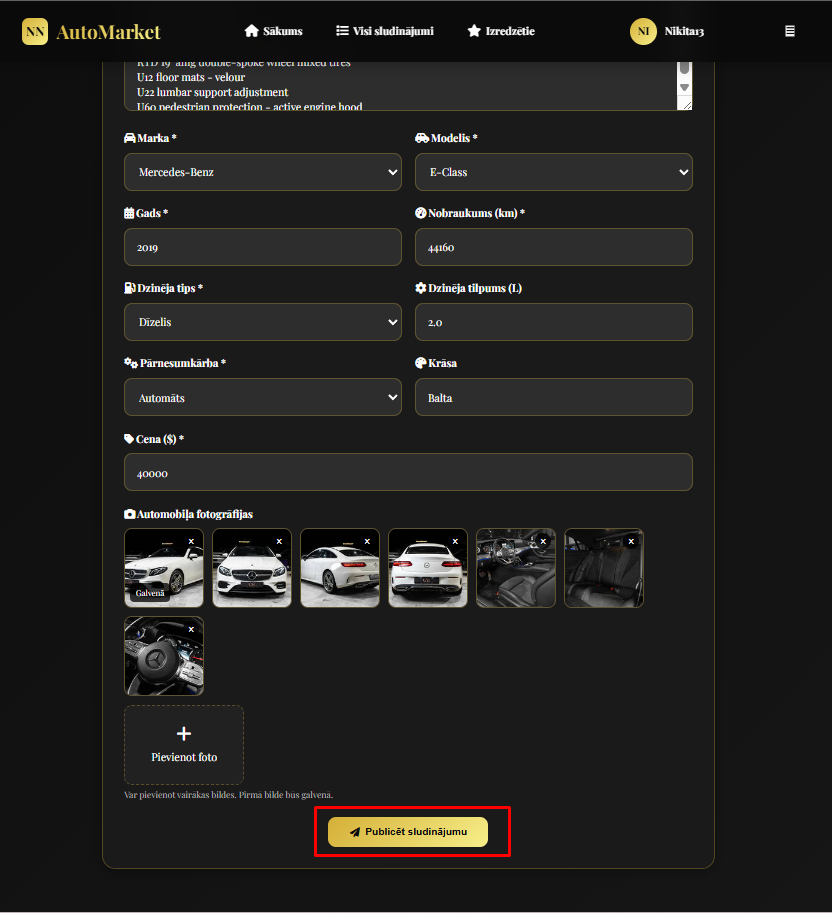 NN AutoMarket
Sākums
Visi sludinājumi
Izredzētie
NI Nikita13
RTD 19" amg double-spoke wheel mixed tires
U12 floor mats - velour
U22 lumbar support adjustment
U60 pedestrian protection - active engine hood
Marka *
Modelis *
Mercedes-Benz
E-Class
Gads *
Nobraukums (km) *
2019
44160
Dzinēja tips *
Dzinēja tilpums (L)
Dīzelis
2.0
Pārnesumkārba *
Krāsa
Automāts
Balta
Cena ($) *
40000
Automobiļa fotogrāfijas
Galvenā
Pievienot foto
Var pievienot vairākas bildes. Pirmā bilde būs galvenā.
Publicēt sludinājumu